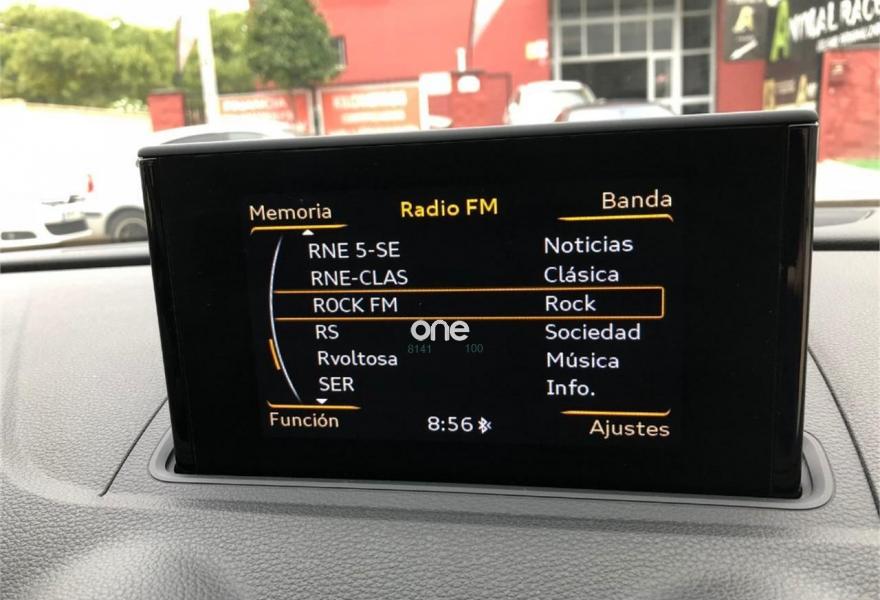 Memoria Radio FM Banda
RNE 5-SE Noticias
RNE-CLAS Clásica
ROCK FM Rock
RS Sociedad
one
8141 100
Rvoltosa Música
SER Info.
Función 8:56 Ajustes